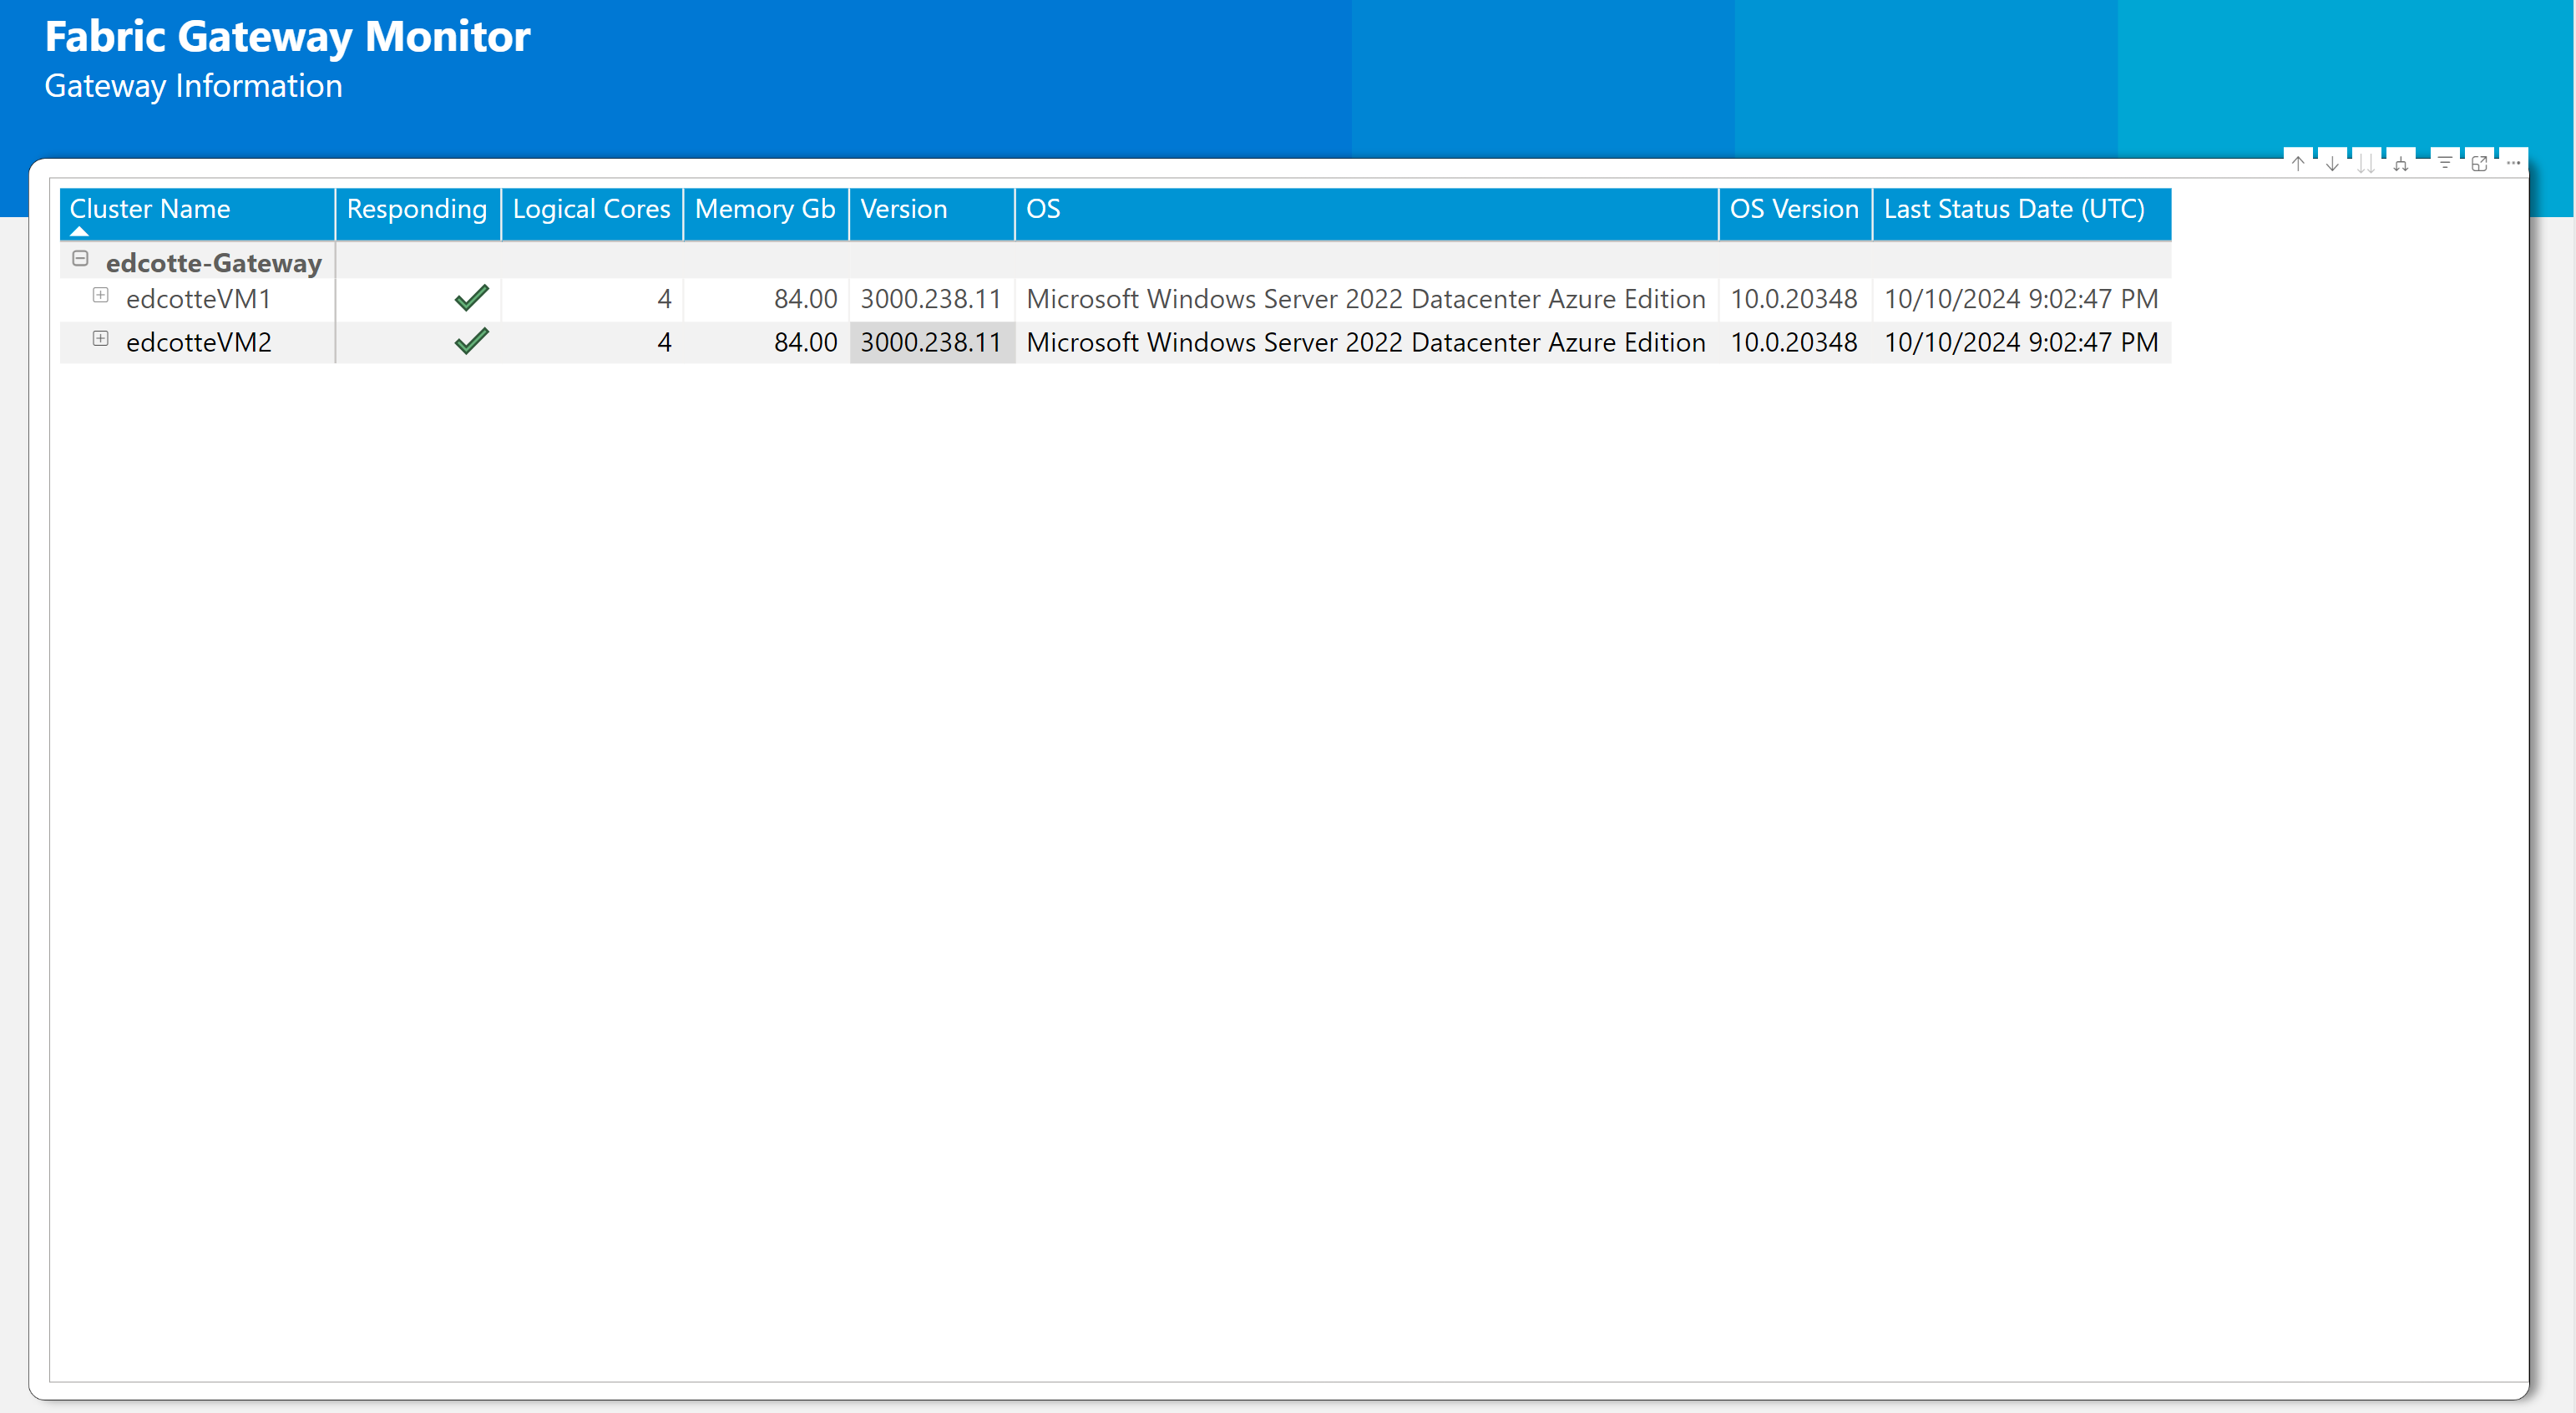 Fabric Gateway Monitor
Gateway Information
Cluster Name Responding Logical Cores Memory Gb Version OS OS Version Last Status Date (UTC)
edcotte-Gateway
edcotteVM1 4 84.00 3000.238.11 Microsoft Windows Server 2022 Datacenter Azure Edition 10.0.20348 10/10/2024 9:02:47 PM
edcotteVM2 4 84.00 3000.238.11 Microsoft Windows Server 2022 Datacenter Azure Edition 10.0.20348 10/10/2024 9:02:47 PM